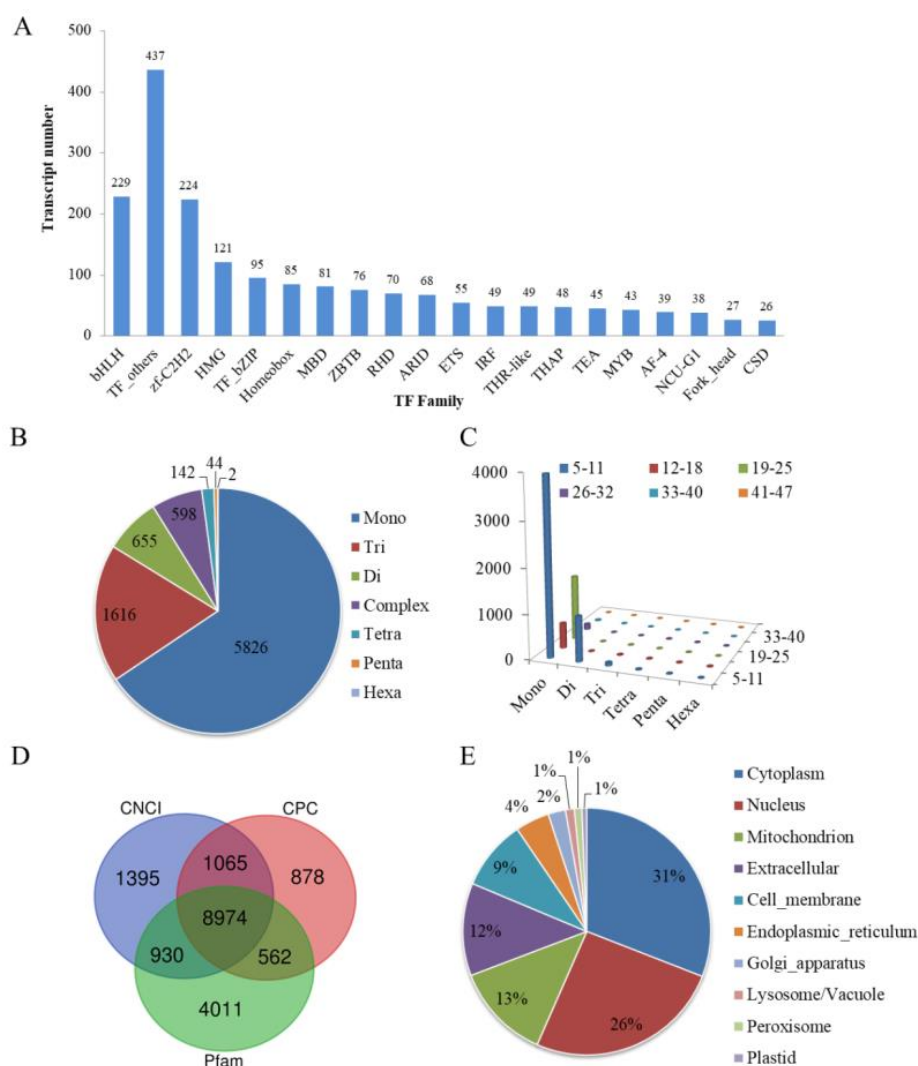 A
Transcript number
500
400
300
200
100
0
229
437
224
121
95
85
81
76
70
68
55
49
49
48
45
43
39
38
27
26
bHLH
TF_others
zf-C2H2
HMG
TF_bZIP
Homeobox
MBD
ZBTB
RHD
ARID
ETS
IRF
THR-like
THAP
TEA
MYB
AF-4
NCU-G1
Fork_head
CSD
TF Family
B
142
44
2
598
655
1616
5826
Mono
Tri
Di
Complex
Tetra
Penta
Hexa
C
5-11
12-18
19-25
26-32
33-40
41-47
4000
3000
2000
1000
0
Mono
Di
Tri
Tetra
Penta
Hexa
33-40
19-25
5-11
D
CNCI
CPC
1395
1065
878
8974
930
562
4011
Pfam
E
1%
1%
1%
2%
4%
9%
12%
13%
26%
31%
Cytoplasm
Nucleus
Mitochondrion
Extracellular
Cell_membrane
Endoplasmic_reticulum
Golgi_apparatus
Lysosome/Vacuole
Peroxisome
Plastid